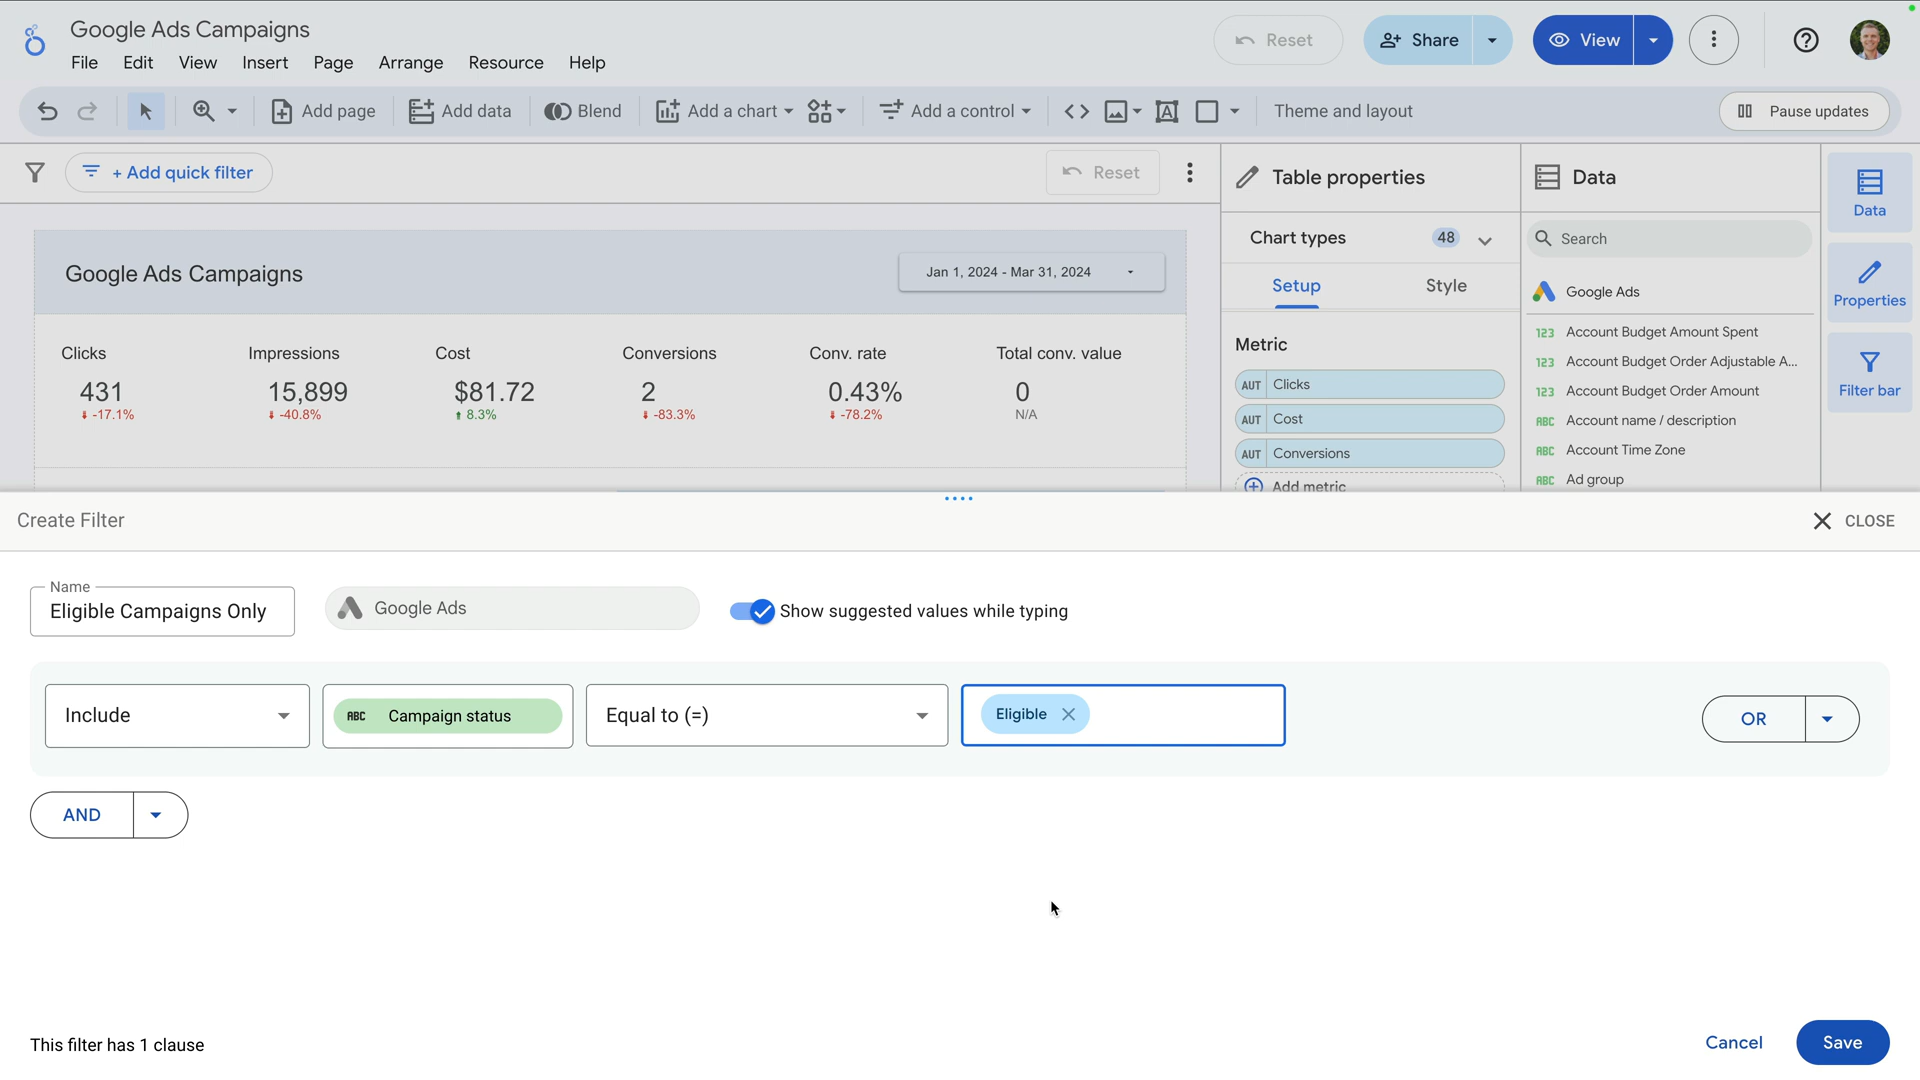 Google Ads Campaigns
File Edit View Insert Page Arrange Resource Help
Reset Share View
Add page Add data Blend Add a chart Add a control Theme and layout Pause updates
+ Add quick filter Reset
Google Ads Campaigns
Jan 1, 2024 - Mar 31, 2024
Clicks Impressions Cost Conversions Conv. rate Total conv. value
431 15,899 $81.72 2 0.43% 0
-17.1% -40.8% 8.3% -83.3% -78.2% N/A
Table properties
Chart types 48
Setup Style
Metric
AUT Clicks
AUT Cost
AUT Conversions
Add metric
Data
Search
Google Ads
123 Account Budget Amount Spent
123 Account Budget Order Adjustable A...
123 Account Budget Order Amount
ABC Account name / description
ABC Account Time Zone
ABC Ad group
Data
Properties
Filter bar
Create Filter
CLOSE
Name
Eligible Campaigns Only
Google Ads
Show suggested values while typing
Include ABC Campaign status Equal to (=) Eligible OR
AND
This filter has 1 clause
Cancel Save